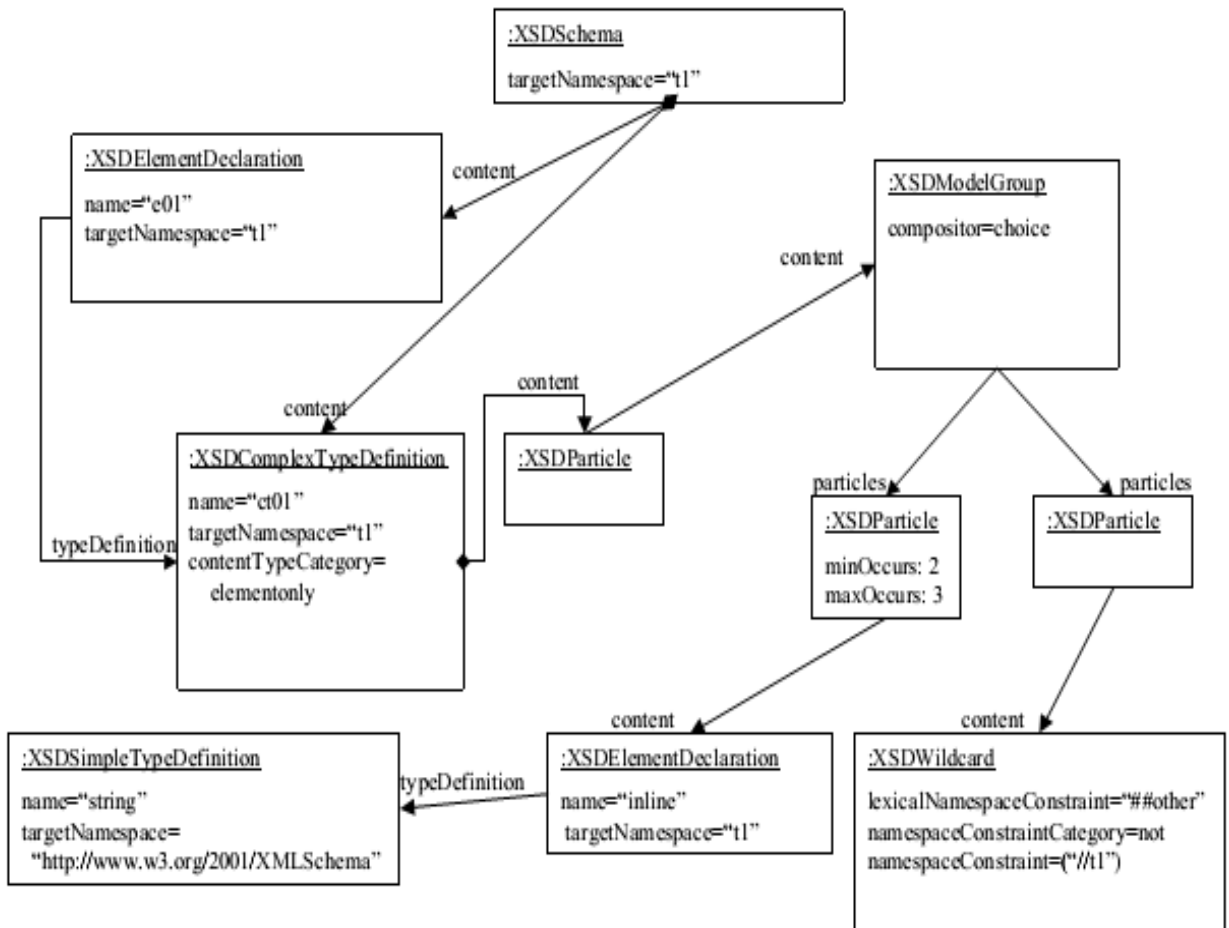 :XSDSchema
targetNamespace=“t1”
:XSDElementDeclaration
name=“e01”
targetNamespace=“t1”
content
:XSDModelGroup
compositor=choice
content
content
content
:XSDComplexTypeDefinition
name=“ct01”
targetNamespace=“t1”
contentTypeCategory=
elementonly
typeDefinition
:XSDParticle
particles
:XSDParticle
minOccurs: 2
maxOccurs: 3
particles
:XSDParticle
content
content
:XSDSimpleTypeDefinition
name=“string”
targetNamespace=
“http://www.w3.org/2001/XMLSchema”
typeDefinition
:XSDElementDeclaration
name=“inline”
targetNamespace=“t1”
:XSDWildcard
lexicalNamespaceConstraint=“##other”
namespaceConstraintCategory=not
namespaceConstraint=(“//t1”)